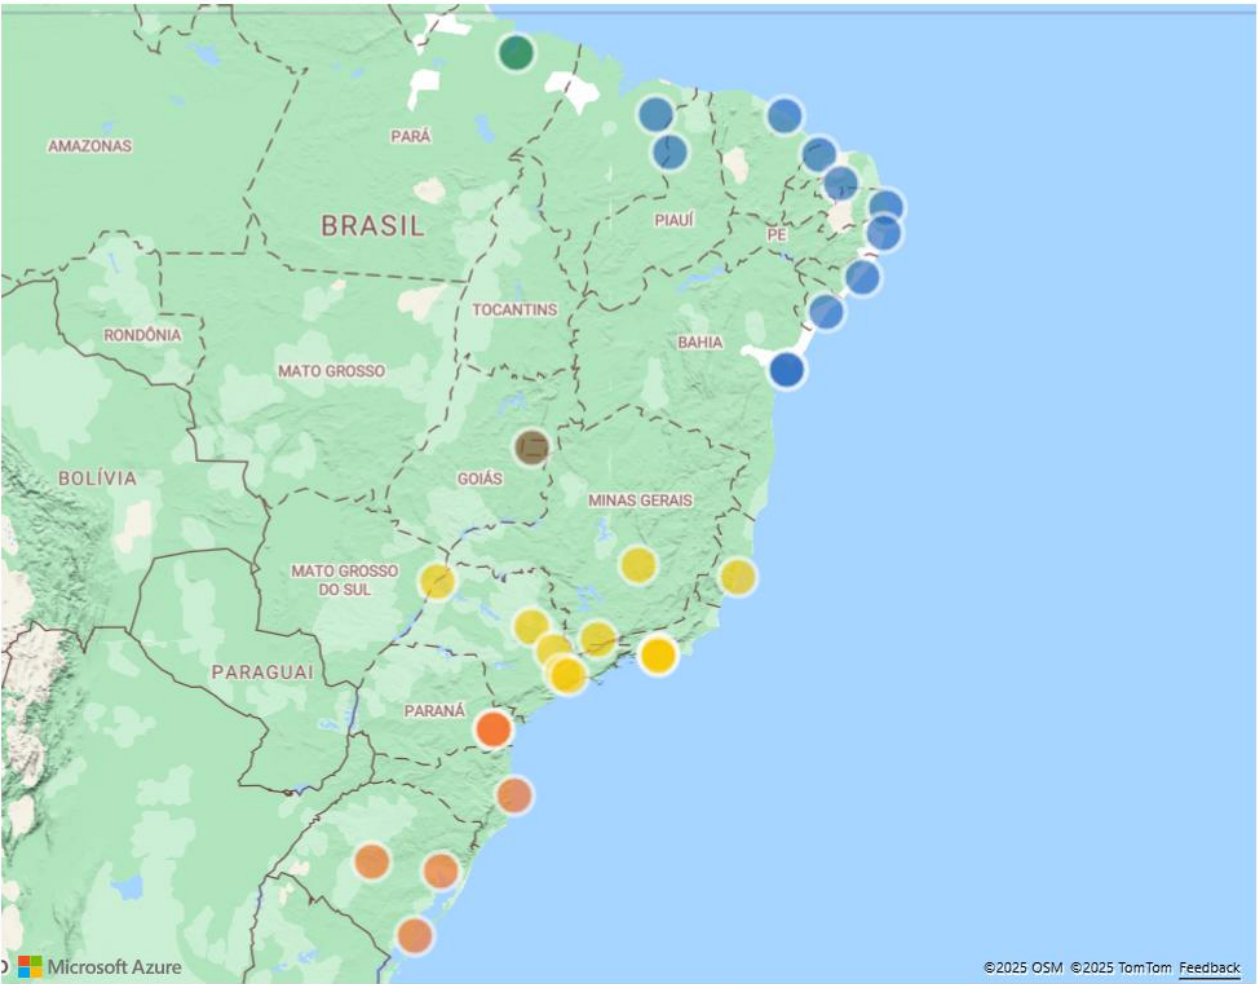 AMAZONAS
PARÁ
BRASIL
PIAUÍ
PE
TOCANTINS
RONDÔNIA
BAHIA
MATO GROSSO
BOLÍVIA
GOIÁS
MINAS GERAIS
MATO GROSSO
DO SUL
PARAGUAI
PARANÁ
Microsoft Azure
©2025 OSM ©2025 TomTom Feedback